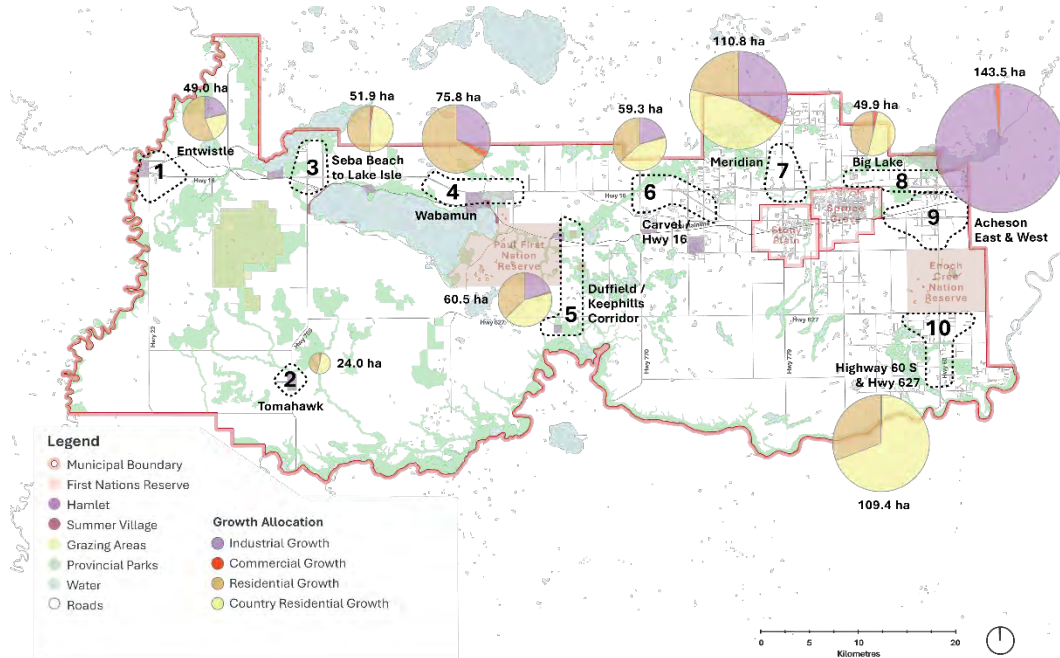 110.8 ha
143.5 ha
49.0 ha
51.9 ha
75.8 ha
59.3 ha
49.9 ha
Entwistle
Seba Beach
to Lake Isle
Meridian
Big Lake
1
3
4
6
7
8
9
Hwy 16
Hwy 16
Wabamun
Carvel /
Hwy 16
Stony
Plain
Spruce
Grove
Acheson
East & West
Paul First
Nation
Reserve
Enoch
Cree
Nation
Reserve
60.5 ha
Hwy 627
5
Duffield /
Keephills
Corridor
Hwy 627
10
Hwy 22
Hwy 759
Hwy 770
Hwy 779
2
24.0 ha
Tomahawk
Highway 60 S
& Hwy 627
109.4 ha
Legend
Municipal Boundary
First Nations Reserve
Hamlet
Summer Village
Grazing Areas
Provincial Parks
Water
Roads
Growth Allocation
Industrial Growth
Commercial Growth
Residential Growth
Country Residential Growth
0 5 10 20
Kilometres